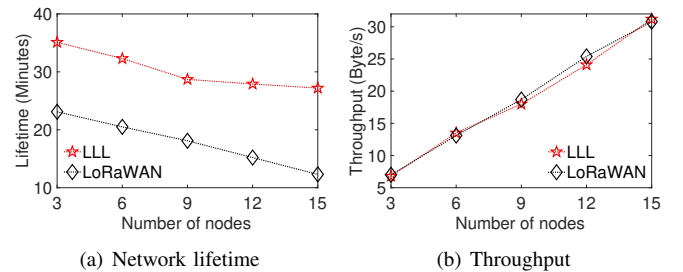 40
30
20
10
Lifetime (Minutes)
LLL
LoRaWAN
3 6 9 12 15
Number of nodes
(a) Network lifetime
30
25
20
15
10
5
Throughput (Byte/s)
LLL
LoRaWAN
3 6 9 12 15
Number of nodes
(b) Throughput